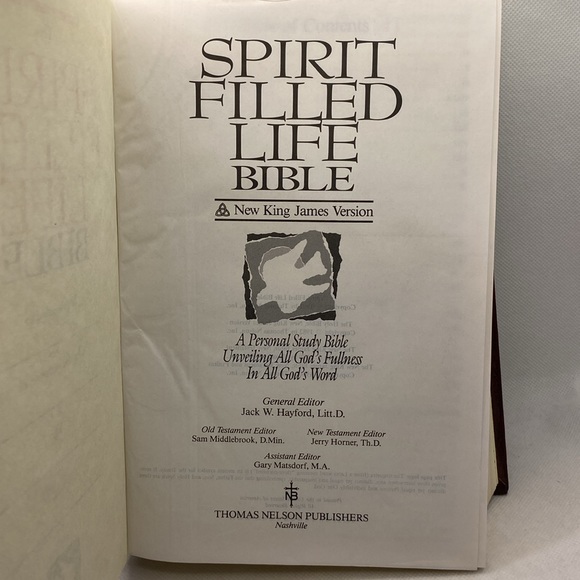 SPIRIT
FILLED
LIFE
BIBLE
New King James Version
A Personal Study Bible
Unveiling All God's Fullness
In All God's Word
General Editor
Jack W. Hayford, Litt.D.
Old Testament Editor
Sam Middlebrook, D.Min.
New Testament Editor
Jerry Horner, Th.D.
Assistant Editor
Gary Matsdorf, M.A.
NB
THOMAS NELSON PUBLISHERS
Nashville